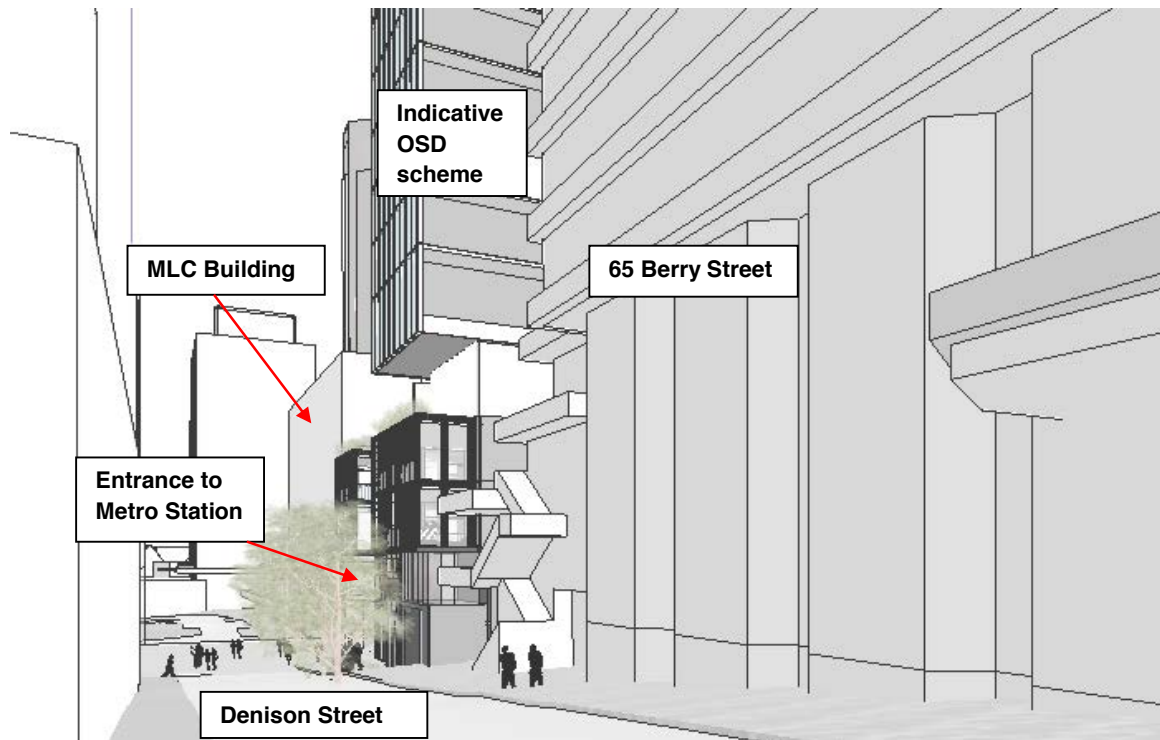 Indicative
OSD
scheme
MLC Building
65 Berry Street
Entrance to
Metro Station
Denison Street